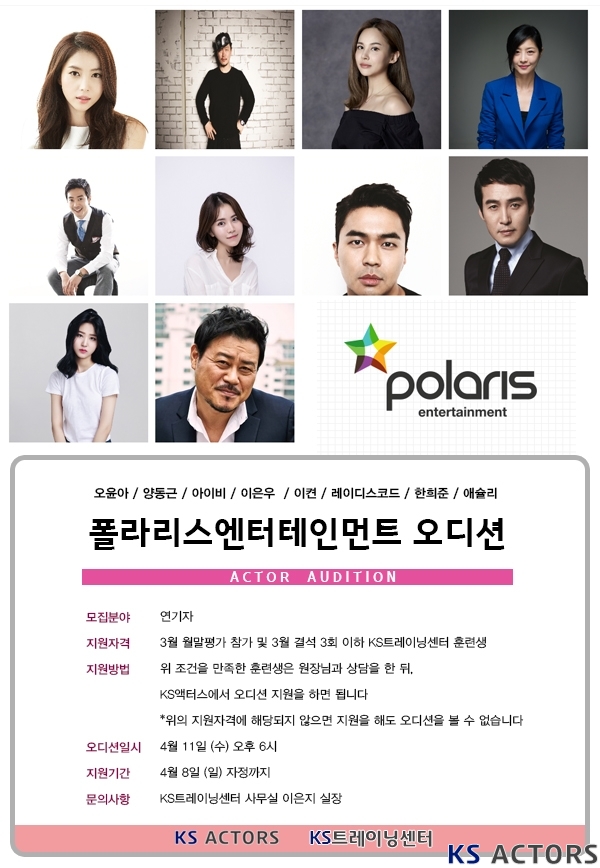 polaris
entertainment
오윤아 / 양동근 / 아이비 / 이은우 / 이켠 / 레이디스코드 / 한희준 / 애슐리
폴라리스엔터테인먼트 오디션
ACTOR AUDITION
모집분야 연기자
지원자격 3월 월말평가 참가 및 3월 결석 3회 이하 KS트레이닝센터 훈련생
지원방법 위 조건을 만족한 훈련생은 원장님과 상담을 한 뒤,
KS액터스에서 오디션 지원을 하면 됩니다
*위의 지원자격에 해당되지 않으면 지원을 해도 오디션을 볼 수 없습니다
오디션일시 4월 11일 (수) 오후 6시
지원기간 4월 8일 (일) 자정까지
문의사항 KS트레이닝센터 사무실 이은지 실장
KS ACTORS KS트레이닝센터
KS ACTORS